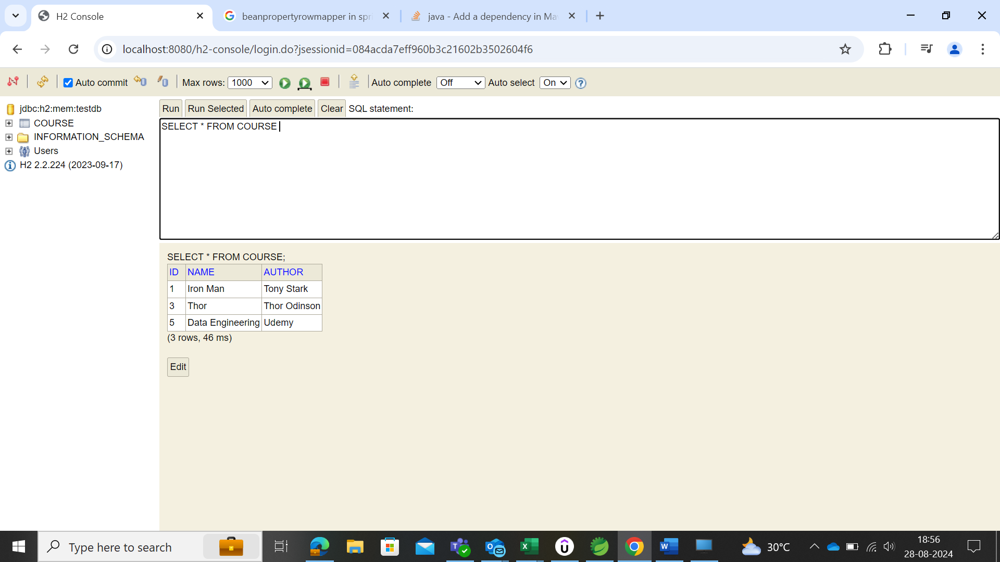 H2 Console
beanpropertyrowmapper in spri
java - Add a dependency in Mav
localhost:8080/h2-console/login.do?jsessionid=084acda7eff960b3c21602b3502604f6
Auto commit Max rows: 1000 Auto complete Off Auto select On
jdbc:h2:mem:testdb
COURSE
INFORMATION_SCHEMA
Users
H2 2.2.224 (2023-09-17)
Run Run Selected Auto complete Clear SQL statement:
SELECT * FROM COURSE
SELECT * FROM COURSE;
ID NAME AUTHOR
1 Iron Man Tony Stark
3 Thor Thor Odinson
5 Data Engineering Udemy
(3 rows, 46 ms)
Edit
Type here to search
30°C
18:56
28-08-2024